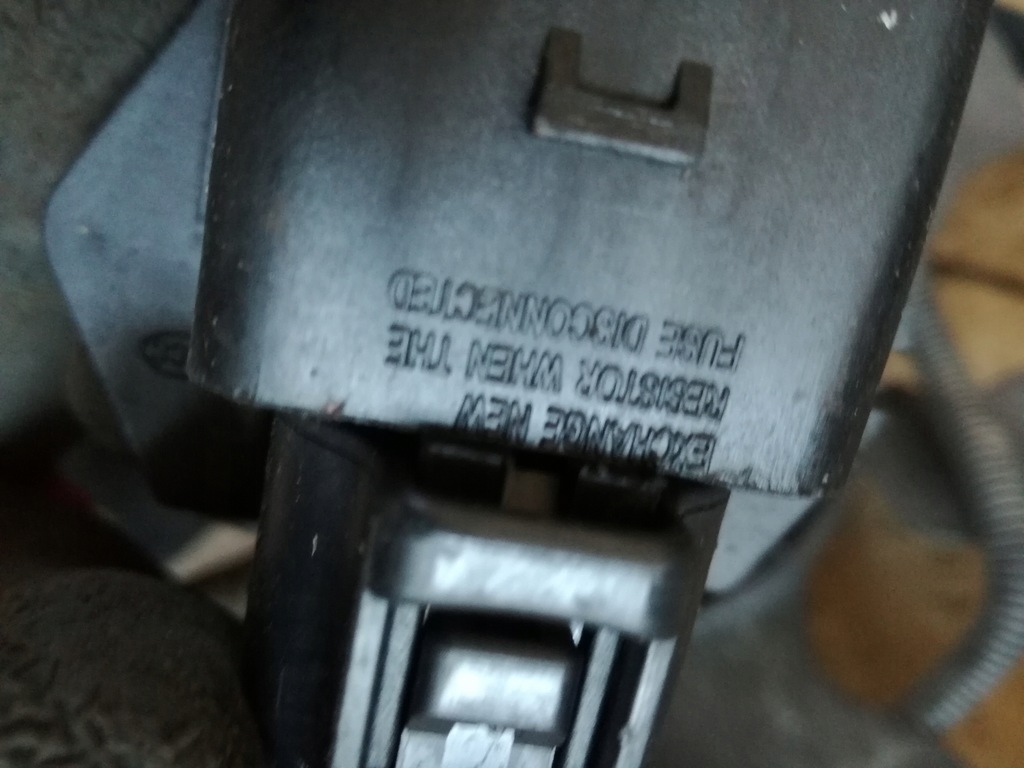 EXCHANGE NEW
RESISTOR WHEN THE
FUSE DISCONNECTED